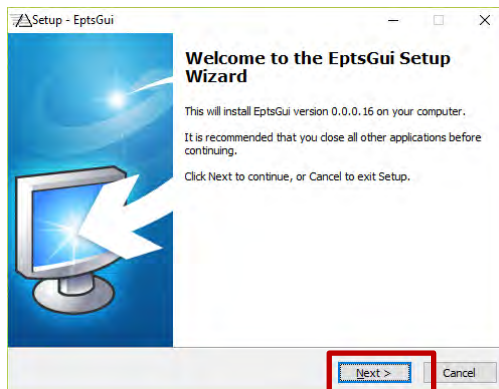 Setup - EptsGui
Welcome to the EptsGui Setup
Wizard
This will install EptsGui version 0.0.0.16 on your computer.
It is recommended that you close all other applications before
continuing.
Click Next to continue, or Cancel to exit Setup.
Next >
Cancel